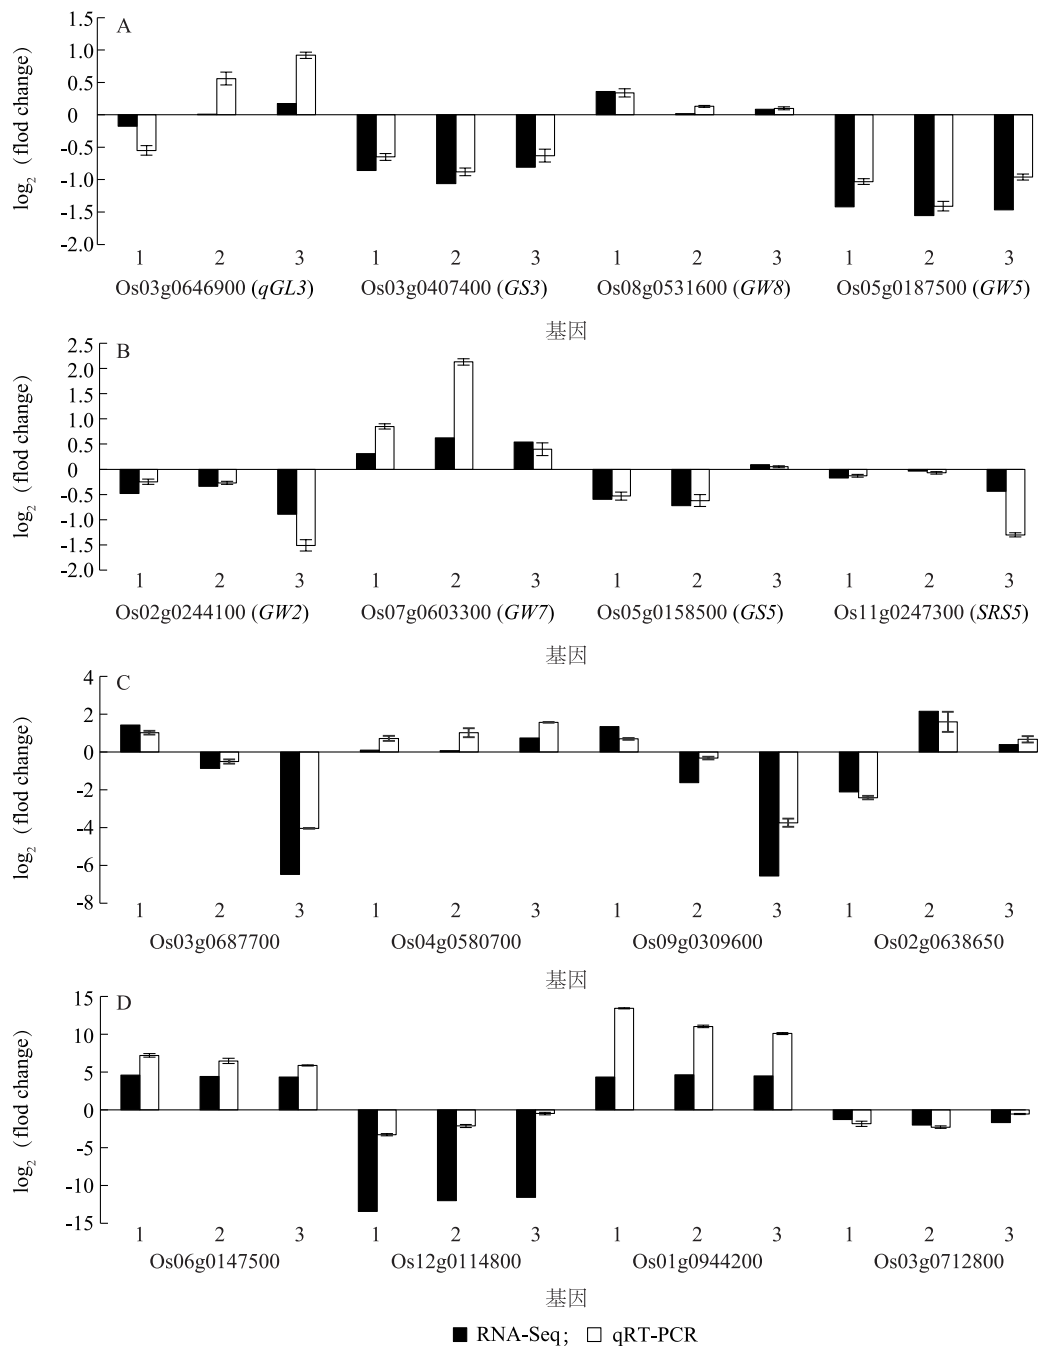 A
1.5
1.0
0.5
0
-0.5
-1.0
-1.5
-2.0
log₂ (flod change)
1 2 3 1 2 3 1 2 3 1 2 3
Os03g0646900 (qGL3) Os03g0407400 (GS3) Os08g0531600 (GW8) Os05g0187500 (GW5)
基因
B
2.5
2.0
1.5
1.0
0.5
0
-0.5
-1.0
-1.5
-2.0
log₂ (flod change)
1 2 3 1 2 3 1 2 3 1 2 3
Os02g0244100 (GW2) Os07g0603300 (GW7) Os05g0158500 (GS5) Os11g0247300 (SRS5)
基因
C
4
2
0
-2
-4
-6
-8
log₂ (flod change)
1 2 3 1 2 3 1 2 3 1 2 3
Os03g0687700 Os04g0580700 Os09g0309600 Os02g0638650
基因
D
15
10
5
0
-5
-10
-15
log₂ (flod change)
1 2 3 1 2 3 1 2 3 1 2 3
Os06g0147500 Os12g0114800 Os01g0944200 Os03g0712800
基因
RNA-Seq; qRT-PCR